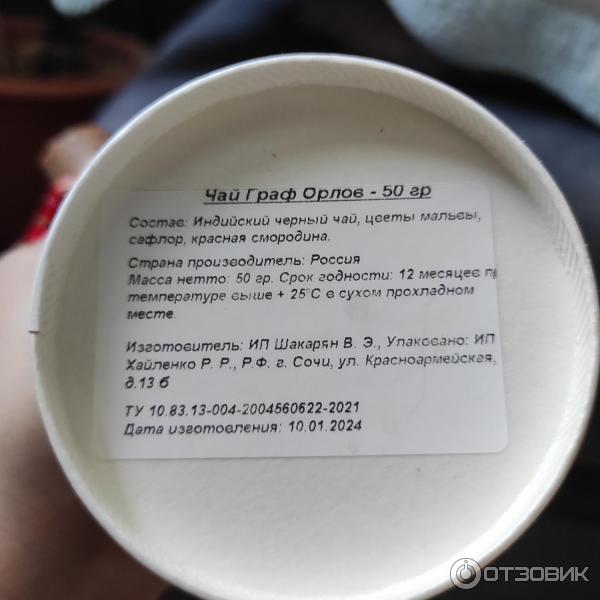 Чай Граф Орлов - 50 гр
Состав: Индийский черный чай, цветы мальвы,
сафлор, красная смородина.
Страна производитель: Россия
Масса нетто: 50 гр. Срок годности: 12 месяцев пр
температуре выше + 25°С в сухом прохладном
месте.
Изготовитель: ИП Шакарян В. Э., Упаковано: ИП
Хайленко Р. Р., Р.Ф. г. Сочи, ул. Красноармейская,
д.13 б
ТУ 10.83.13-004-2004560622-2021
Дата изготовления: 10.01.2024
ОТЗОВИК